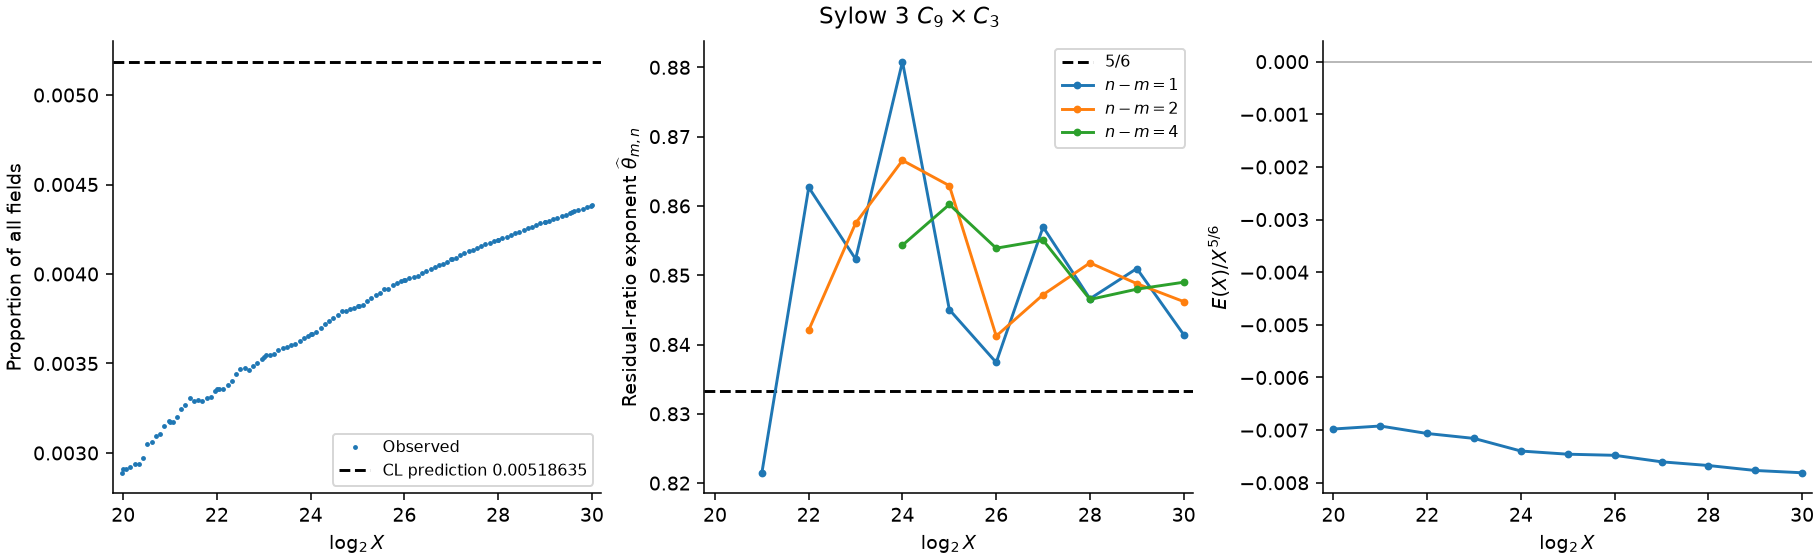 Sylow 3 C₉ × C₃
Proportion of all fields
0.0050
0.0045
0.0040
0.0035
0.0030
Observed
CL prediction 0.00518635
20 22 24 26 28 30
log₂ X
Residual-ratio exponent θ̂ₘ,ₙ
0.88
0.87
0.86
0.85
0.84
0.83
0.82
5/6
n − m = 1
n − m = 2
n − m = 4
20 22 24 26 28 30
log₂ X
E(X)/X^{5/6}
0.000
−0.001
−0.002
−0.003
−0.004
−0.005
−0.006
−0.007
−0.008
20 22 24 26 28 30
log₂ X